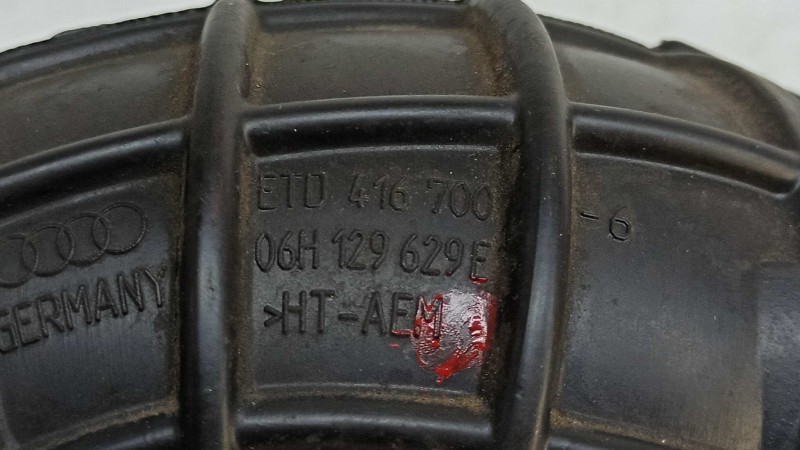 ETD 416 700
-6
06H 129 629 E
GERMANY
>HT-AEM